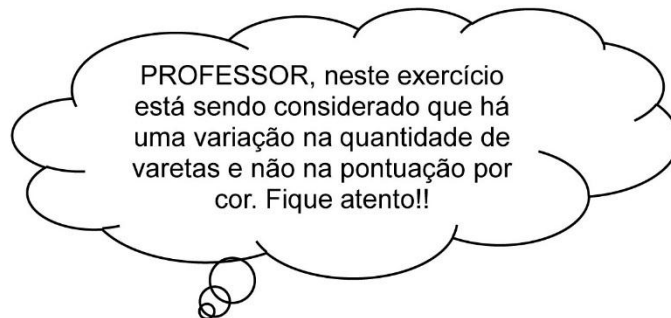 PROFESSOR, neste exercício
está sendo considerado que há
uma variação na quantidade de
varetas e não na pontuação por
cor. Fique atento!!